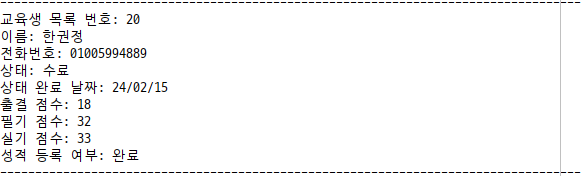 교육생 목록 번호: 20
이름: 한권정
전화번호: 01005994889
상태: 수료
상태 완료 날짜: 24/02/15
출결 점수: 18
필기 점수: 32
실기 점수: 33
성적 등록 여부: 완료